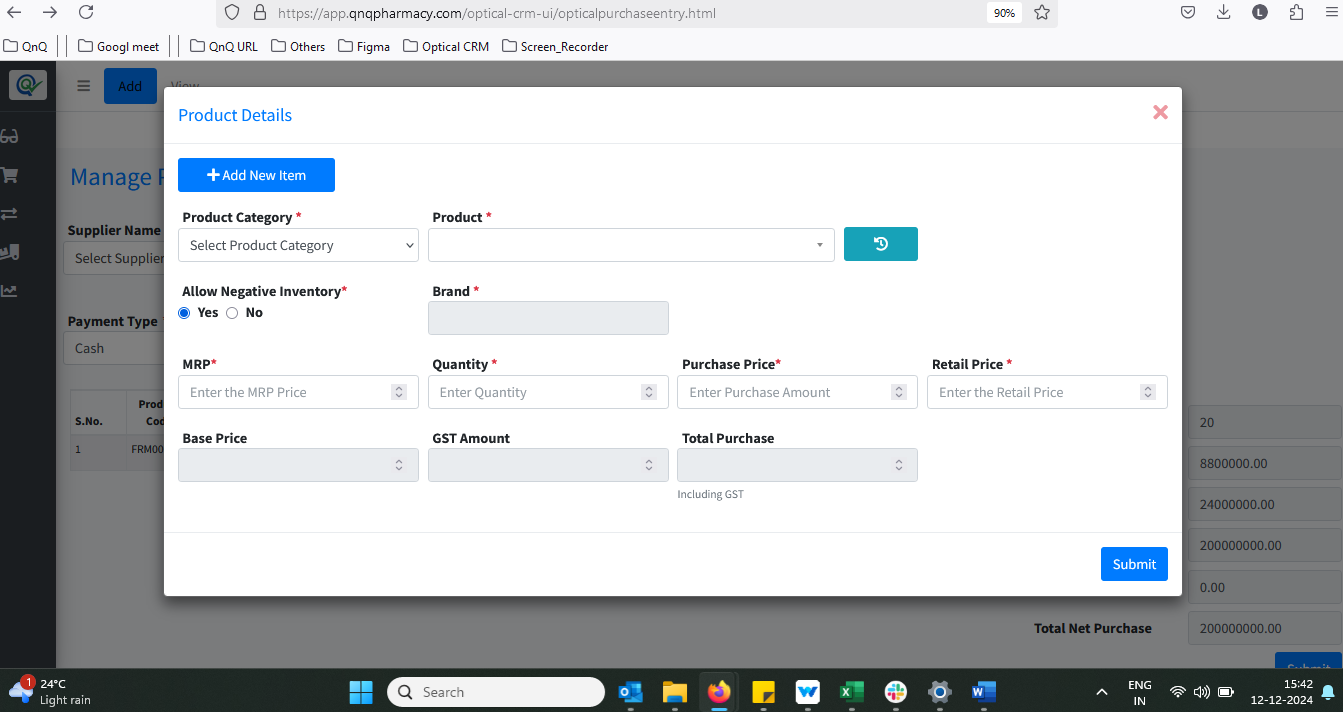 https://app.qnqpharmacy.com/optical-crm-ui/opticalpurchaseentry.html 90% L
QnQ Googl meet QnQ URL Others Figma Optical CRM Screen_Recorder
Add View
Product Details
Add New Item
Manage P
Product Category * Product *
Supplier Name
Select Product Category
Select Supplier
Allow Negative Inventory* Brand *
Yes No
Payment Type
Cash
MRP* Quantity * Purchase Price* Retail Price *
Enter the MRP Price Enter Quantity Enter Purchase Amount Enter the Retail Price
S.No. Prod
Cod
20
Base Price GST Amount Total Purchase
1 FRM00
8800000.00
Including GST
24000000.00
200000000.00
Submit
0.00
Total Net Purchase 200000000.00
Submit
1 24°C
Light rain
Search
ENG
IN
15:42
12-12-2024